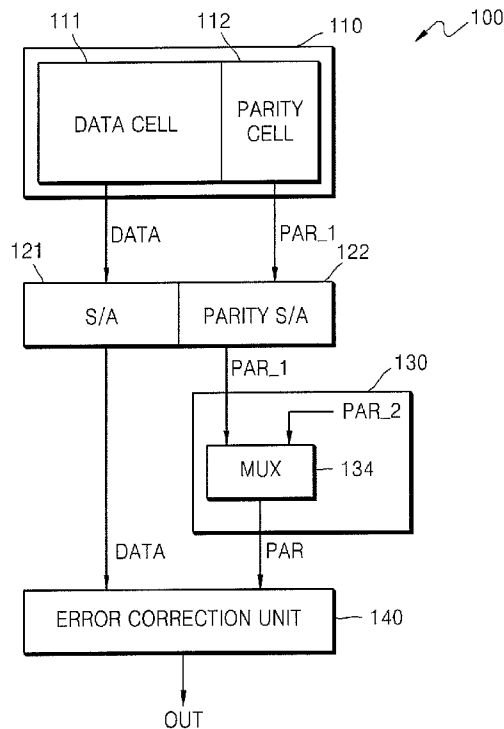 100
110
111
112
DATA CELL
PARITY
CELL
DATA
PAR_1
121
122
S/A
PARITY S/A
PAR_1
130
PAR_2
MUX
134
DATA
PAR
ERROR CORRECTION UNIT
140
OUT